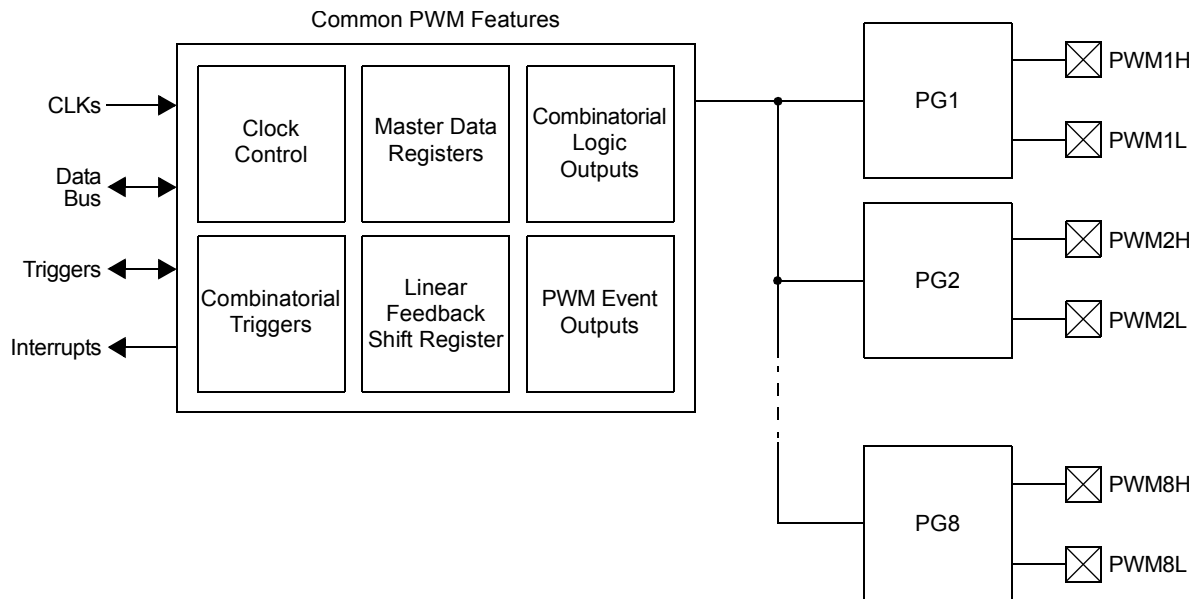 Common PWM Features
CLKs
Data
Bus
Triggers
Interrupts
Clock
Control
Master Data
Registers
Combinatorial
Logic
Outputs
Combinatorial
Triggers
Linear
Feedback
Shift Register
PWM Event
Outputs
PG1
PWM1H
PWM1L
PG2
PWM2H
PWM2L
PG8
PWM8H
PWM8L